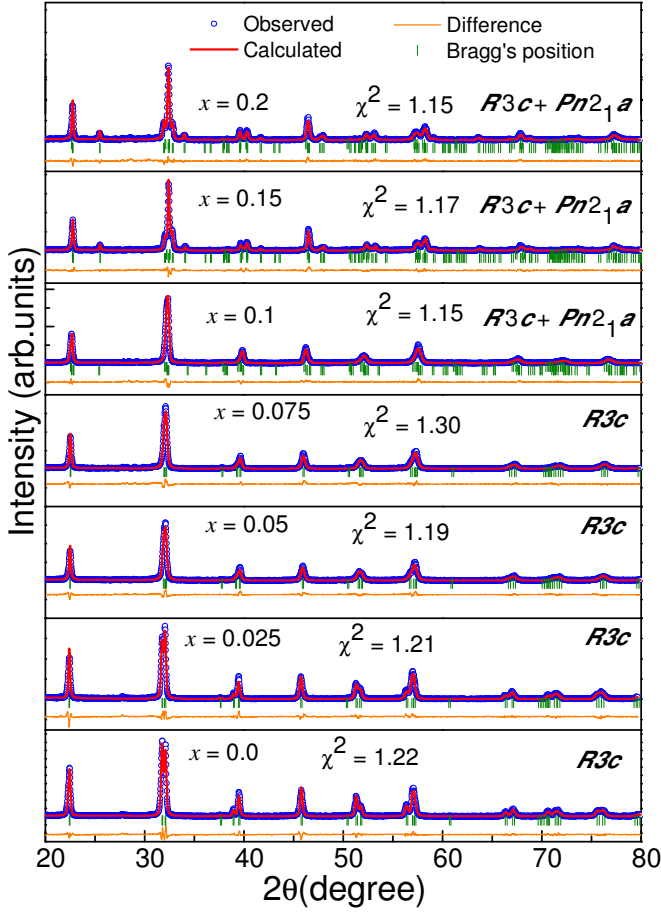 Observed Difference
Calculated Bragg's position
x = 0.2 χ² = 1.15 R3c + Pn2₁a
x = 0.15 χ² = 1.17 R3c + Pn2₁a
x = 0.1 χ² = 1.15 R3c + Pn2₁a
x = 0.075 χ² = 1.30 R3c
x = 0.05 χ² = 1.19 R3c
x = 0.025 χ² = 1.21 R3c
x = 0.0 χ² = 1.22 R3c
Intensity (arb.units)
20 30 40 50 60 70 80
2θ(degree)